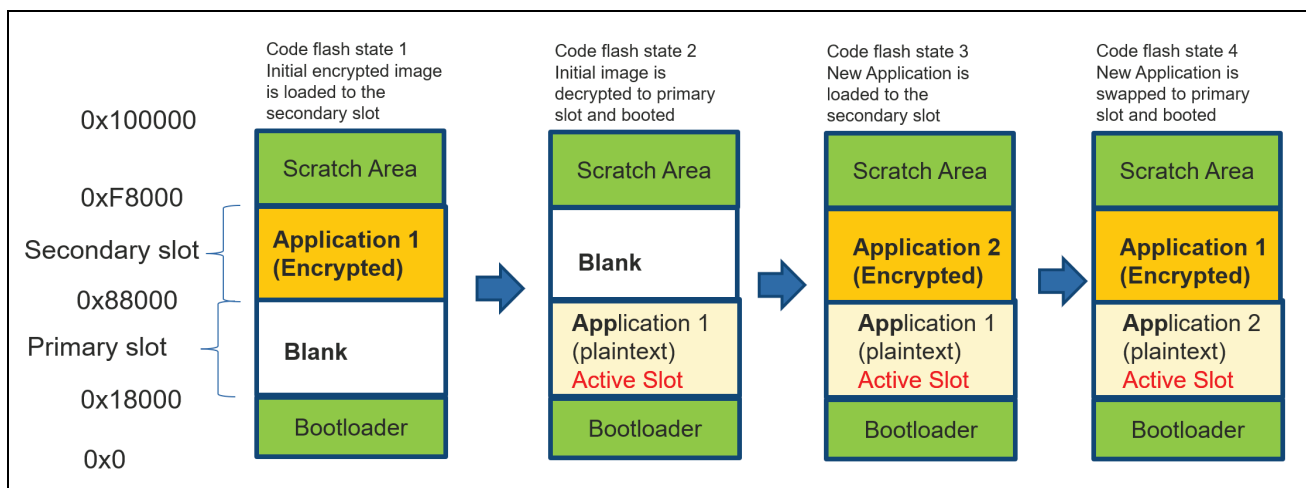 Code flash state 1
Initial encrypted image
is loaded to the
secondary slot
Code flash state 2
Initial image is
decrypted to primary
slot and booted
Code flash state 3
New Application is
loaded to the
secondary slot
Code flash state 4
New Application is
swapped to primary
slot and booted
0x100000
0xF8000
Secondary slot
0x88000
Primary slot
0x18000
0x0
Scratch Area
Application 1
(Encrypted)
Blank
Bootloader
Scratch Area
Blank
Application 1
(plaintext)
Active Slot
Bootloader
Scratch Area
Application 2
(Encrypted)
Application 1
(plaintext)
Active Slot
Bootloader
Scratch Area
Application 1
(Encrypted)
Application 2
(plaintext)
Active Slot
Bootloader